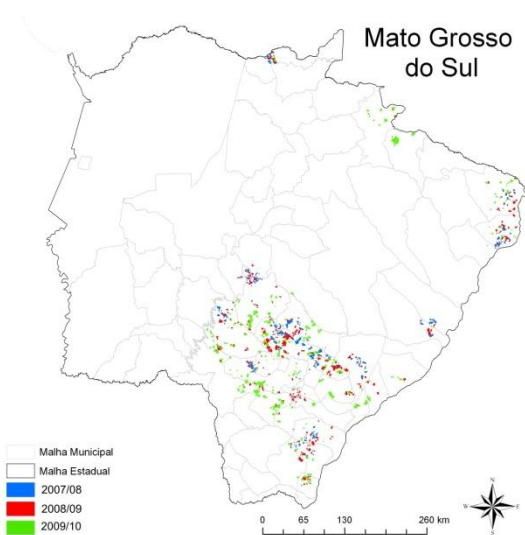 Mato Grosso
do Sul
Malha Municipal
Malha Estadual
2007/08
2008/09
2009/10
0 65 130 260 km
N
W E
S